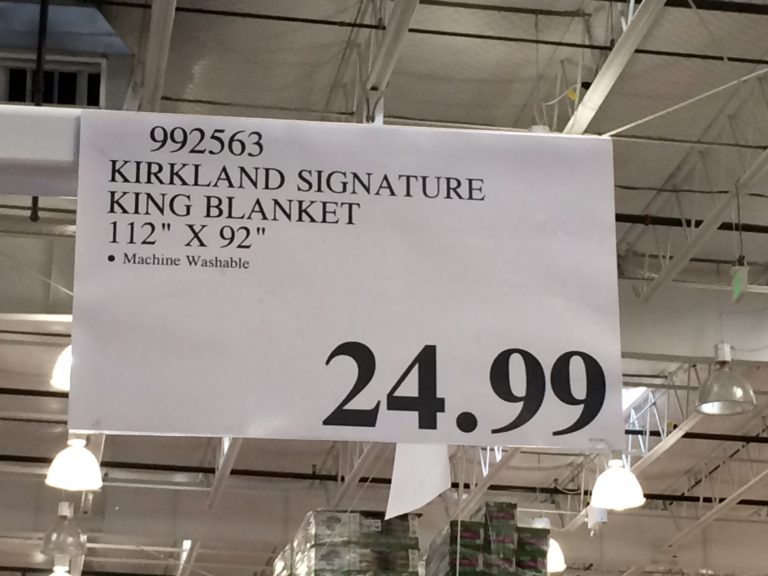 992563
KIRKLAND SIGNATURE
KING BLANKET
112" X 92"
• Machine Washable
24.99